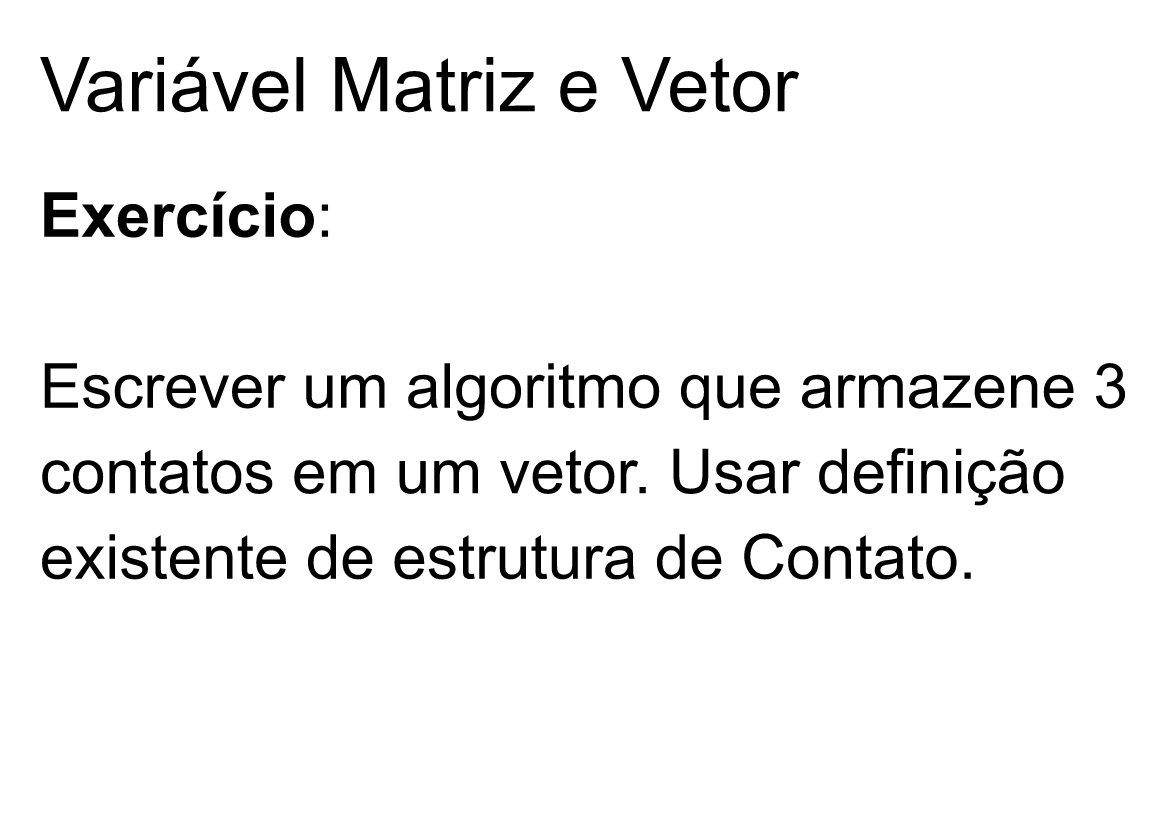 Variável Matriz e Vetor
Exercício:
Escrever um algoritmo que armazene 3
contatos em um vetor. Usar definição
existente de estrutura de Contato.